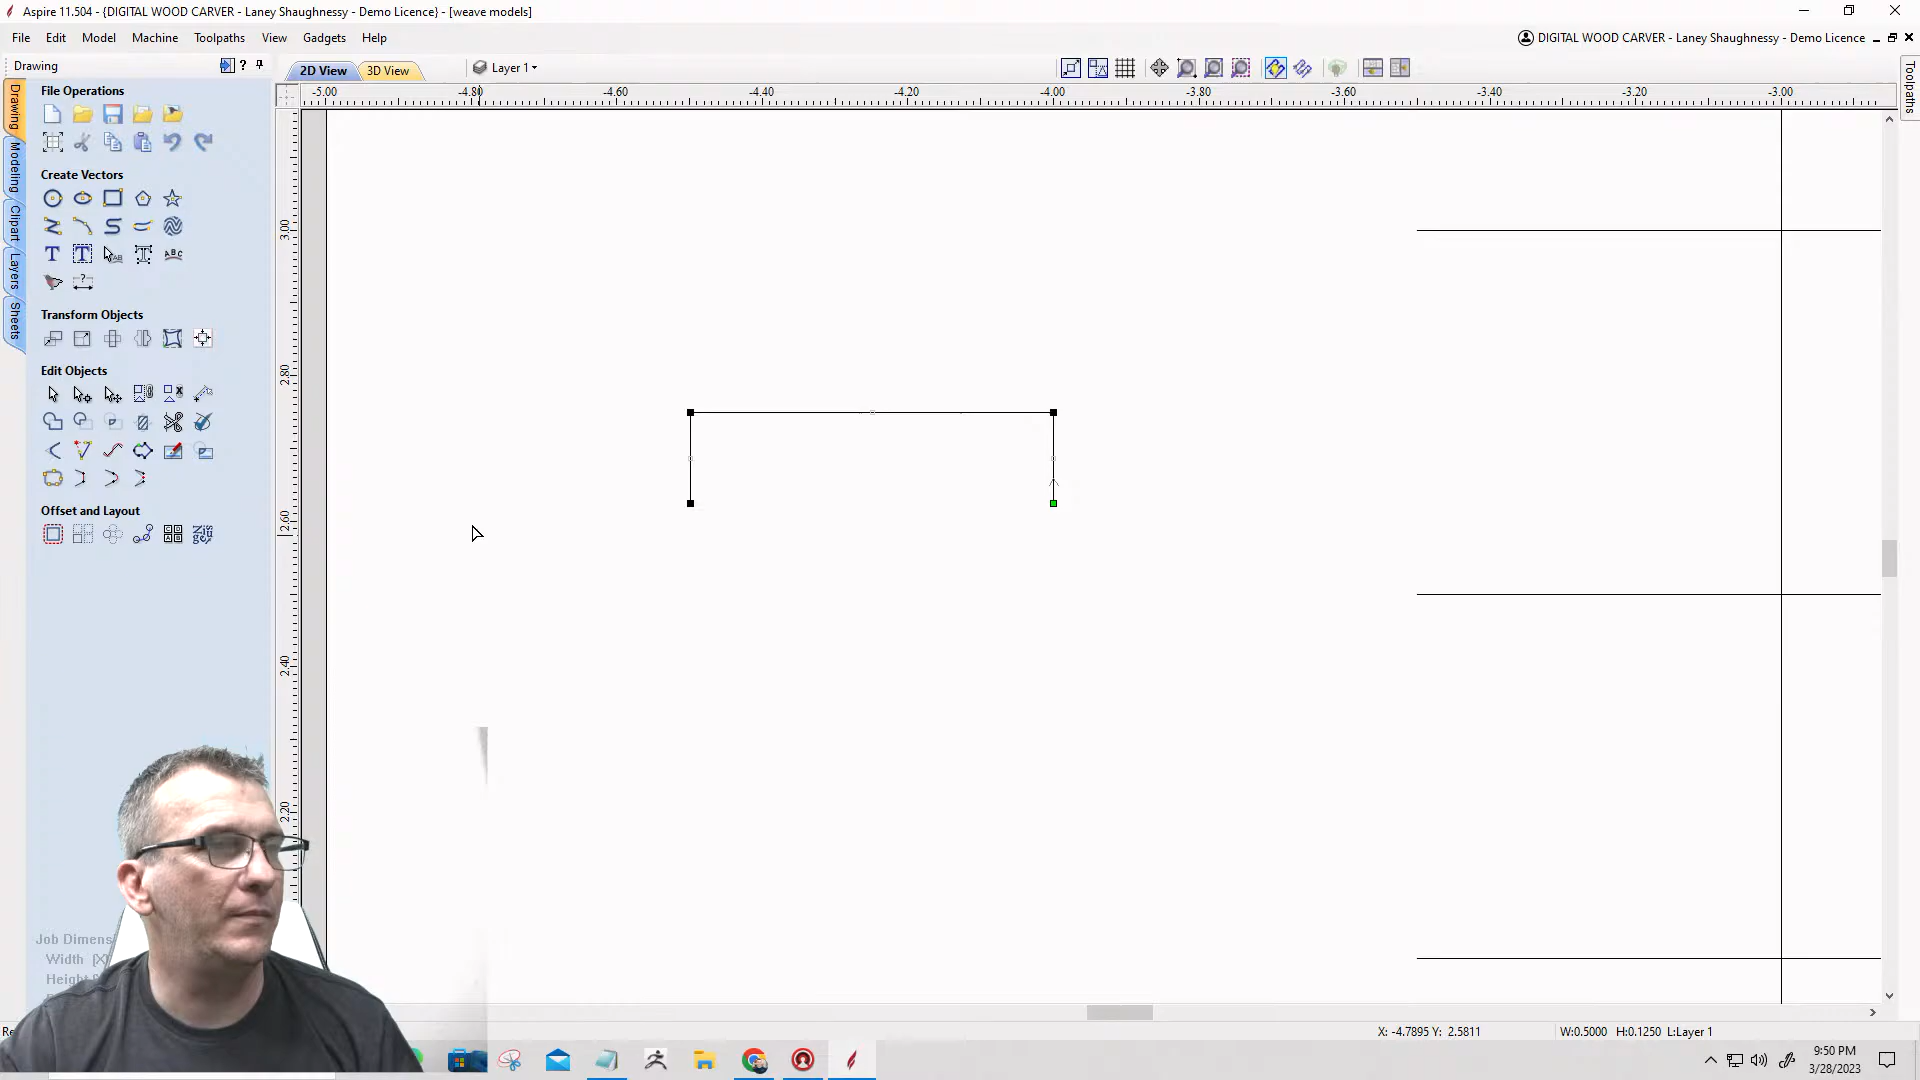 Aspire 11.504 - {DIGITAL WOOD CARVER - Laney Shaughnessy - Demo Licence} - [weave models]
File Edit Model Machine Toolpaths View Gadgets Help
DIGITAL WOOD CARVER - Laney Shaughnessy - Demo Licence
Drawing
2D View 3D View Layer 1
-5.00 -4.80 -4.60 -4.40 -4.20 -4.00 -3.80 -3.60 -3.40 -3.20 -3.00
Toolpaths
Drawing
Modeling
Clipart
Layers
Sheets
File Operations
Create Vectors
Transform Objects
Edit Objects
Offset and Layout
3.00
2.80
2.60
2.40
2.20
Job Dimens
Width (X)
Height
X: -4.7895 Y: 2.5811
W:0.5000 H:0.1250 L:Layer 1
9:50 PM
3/28/2023